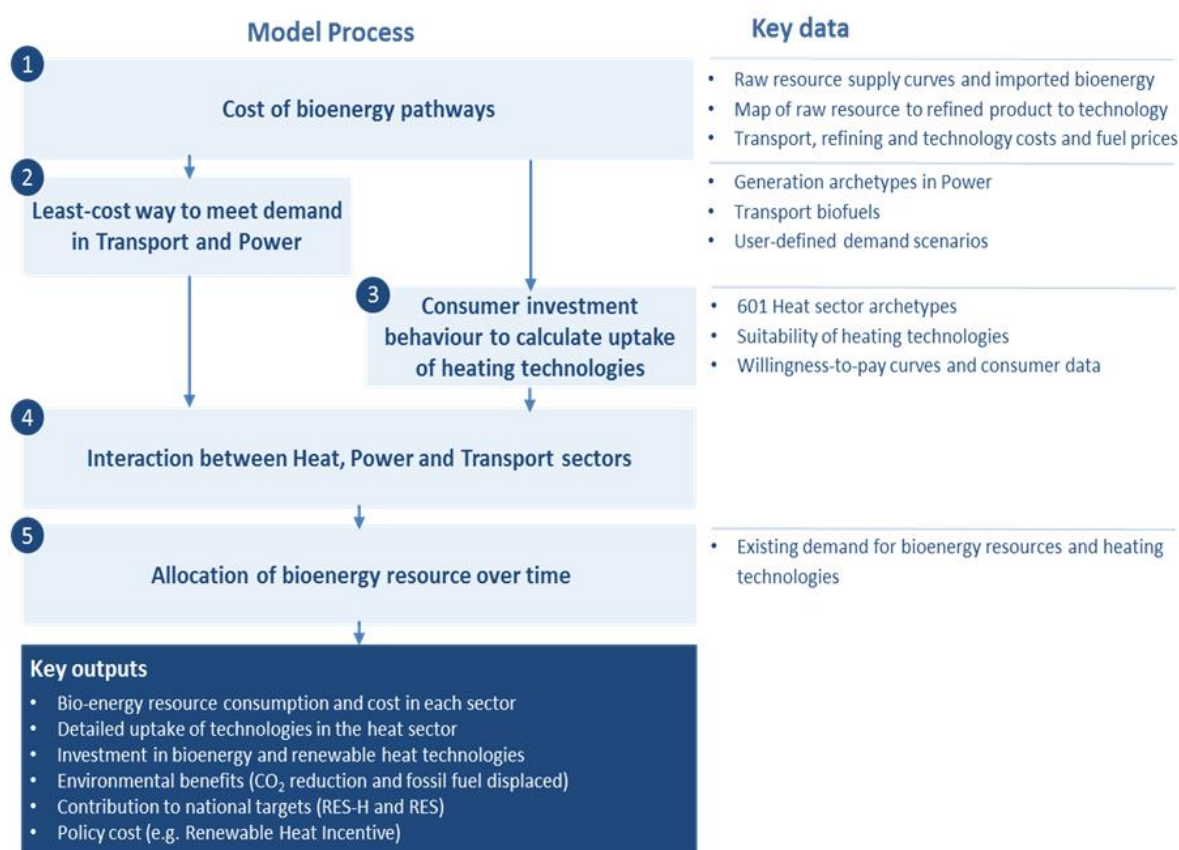 Model Process
Key data
1
Cost of bioenergy pathways
• Raw resource supply curves and imported bioenergy
• Map of raw resource to refined product to technology
• Transport, refining and technology costs and fuel prices
2
Least-cost way to meet demand
in Transport and Power
• Generation archetypes in Power
• Transport biofuels
• User-defined demand scenarios
3
Consumer investment
behaviour to calculate uptake
of heating technologies
• 601 Heat sector archetypes
• Suitability of heating technologies
• Willingness-to-pay curves and consumer data
4
Interaction between Heat, Power and Transport sectors
5
Allocation of bioenergy resource over time
• Existing demand for bioenergy resources and heating
technologies
Key outputs
• Bio-energy resource consumption and cost in each sector
• Detailed uptake of technologies in the heat sector
• Investment in bioenergy and renewable heat technologies
• Environmental benefits (CO₂ reduction and fossil fuel displaced)
• Contribution to national targets (RES-H and RES)
• Policy cost (e.g. Renewable Heat Incentive)